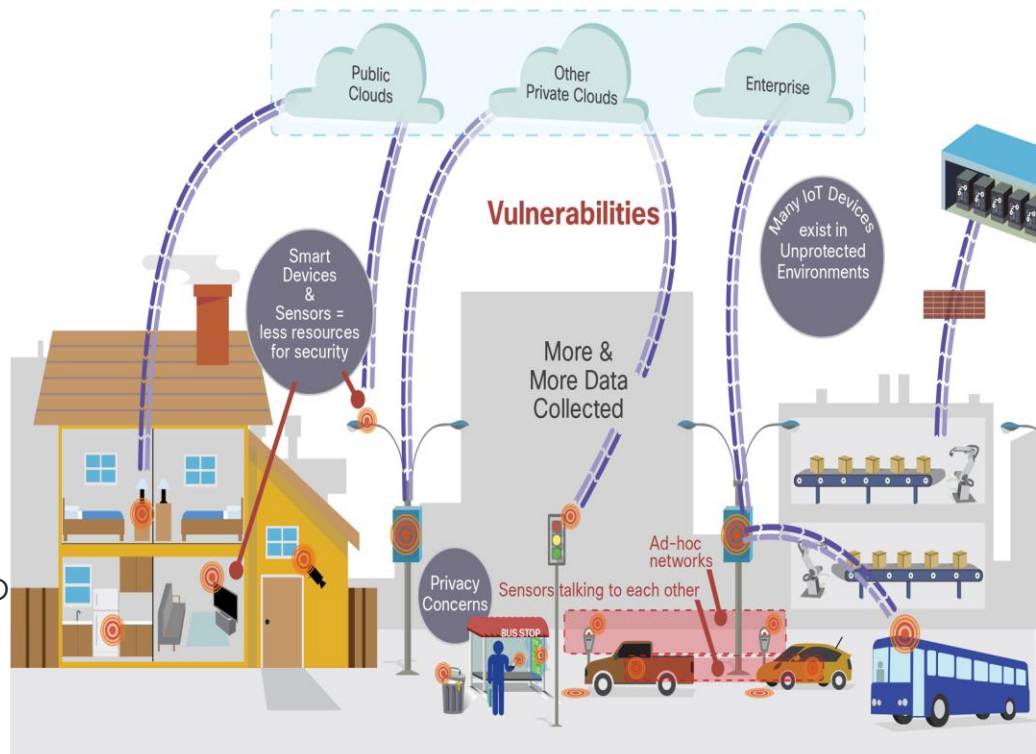 Public
Clouds
Other
Private Clouds
Enterprise
Vulnerabilities
Many IoT Devices
exist in
Unprotected
Environments
Smart
Devices
&
Sensors =
less resources
for security
More &
More Data
Collected
Ad-hoc
networks
Privacy
Concerns
Sensors talking to each other
BUS STOP